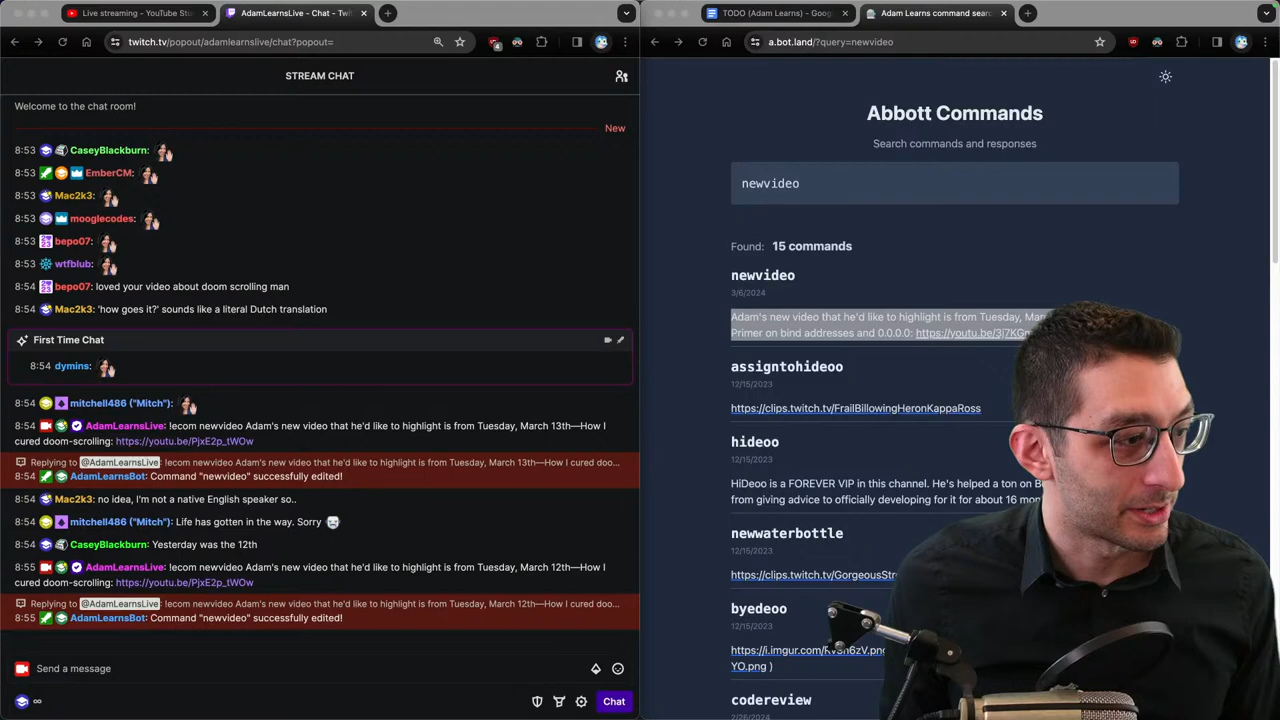 Live streaming - YouTube Stu
AdamLearnsLive - Chat - Twi
TODO (Adam Learns) - Goog
Adam Learns command sear
twitch.tv/popout/adamlearnslive/chat?popout=
a.bot.land/?query=newvideo
STREAM CHAT
Welcome to the chat room!
New
8:53 CaseyBlackburn:
8:53 EmberCM:
8:53 Mac2k3:
8:53 mooglecodes:
8:53 bepo07:
8:53 wtfblub:
8:54 bepo07: loved your video about doom scrolling man
8:54 Mac2k3: 'how goes it?' sounds like a literal Dutch translation
First Time Chat
8:54 dymins:
8:54 mitchell486 ("Mitch"):
8:54 AdamLearnsLive: !ecom newvideo Adam's new video that he'd like to highlight is from Tuesday, March 13th—How I
cured doom-scrolling: https://youtu.be/PjxE2p_tWOw
Replying to @AdamLearnsLive: !ecom newvideo Adam's new video that he'd like to highlight is from Tuesday, March 13th—How I cured doo...
8:54 AdamLearnsBot: Command "newvideo" successfully edited!
8:54 Mac2k3: no idea, I'm not a native English speaker so..
8:54 mitchell486 ("Mitch"): Life has gotten in the way. Sorry
8:54 CaseyBlackburn: Yesterday was the 12th
8:55 AdamLearnsLive: !ecom newvideo Adam's new video that he'd like to highlight is from Tuesday, March 12th—How I
cured doom-scrolling: https://youtu.be/PjxE2p_tWOw
Replying to @AdamLearnsLive: !ecom newvideo Adam's new video that he'd like to highlight is from Tuesday, March 12th—How I cured doo...
8:55 AdamLearnsBot: Command "newvideo" successfully edited!
Send a message
∞
Chat
Abbott Commands
Search commands and responses
newvideo
Found: 15 commands
newvideo
3/6/2024
Adam's new video that he'd like to highlight is from Tuesday, Mar
Primer on bind addresses and 0.0.0.0: https://youtu.be/3j7KGm
assigntohideoo
12/15/2023
https://clips.twitch.tv/FrailBillowingHeronKappaRoss
hideoo
12/15/2023
HiDeoo is a FOREVER VIP in this channel. He's helped a ton on
from giving advice to officially developing for it for about 16 mon
newwaterbottle
12/15/2023
https://clips.twitch.tv/GorgeousStr
byedeoo
12/15/2023
YO.png )
codereview
2/26/2024